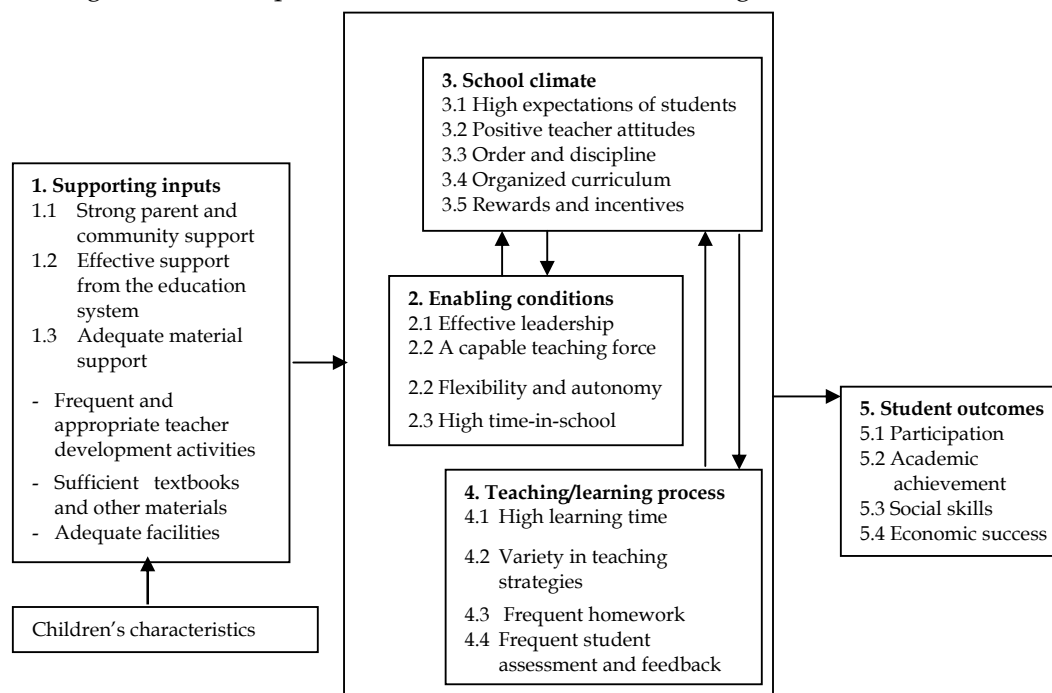 3. School climate
3.1 High expectations of students
3.2 Positive teacher attitudes
3.3 Order and discipline
3.4 Organized curriculum
3.5 Rewards and incentives
1. Supporting inputs
1.1 Strong parent and
community support
1.2 Effective support
from the education
system
1.3 Adequate material
support
- Frequent and
appropriate teacher
development activities
- Sufficient textbooks
and other materials
- Adequate facilities
Children's characteristics
2. Enabling conditions
2.1 Effective leadership
2.2 A capable teaching force
2.2 Flexibility and autonomy
2.3 High time-in-school
4. Teaching/learning process
4.1 High learning time
4.2 Variety in teaching
strategies
4.3 Frequent homework
4.4 Frequent student
assessment and feedback
5. Student outcomes
5.1 Participation
5.2 Academic
achievement
5.3 Social skills
5.4 Economic success